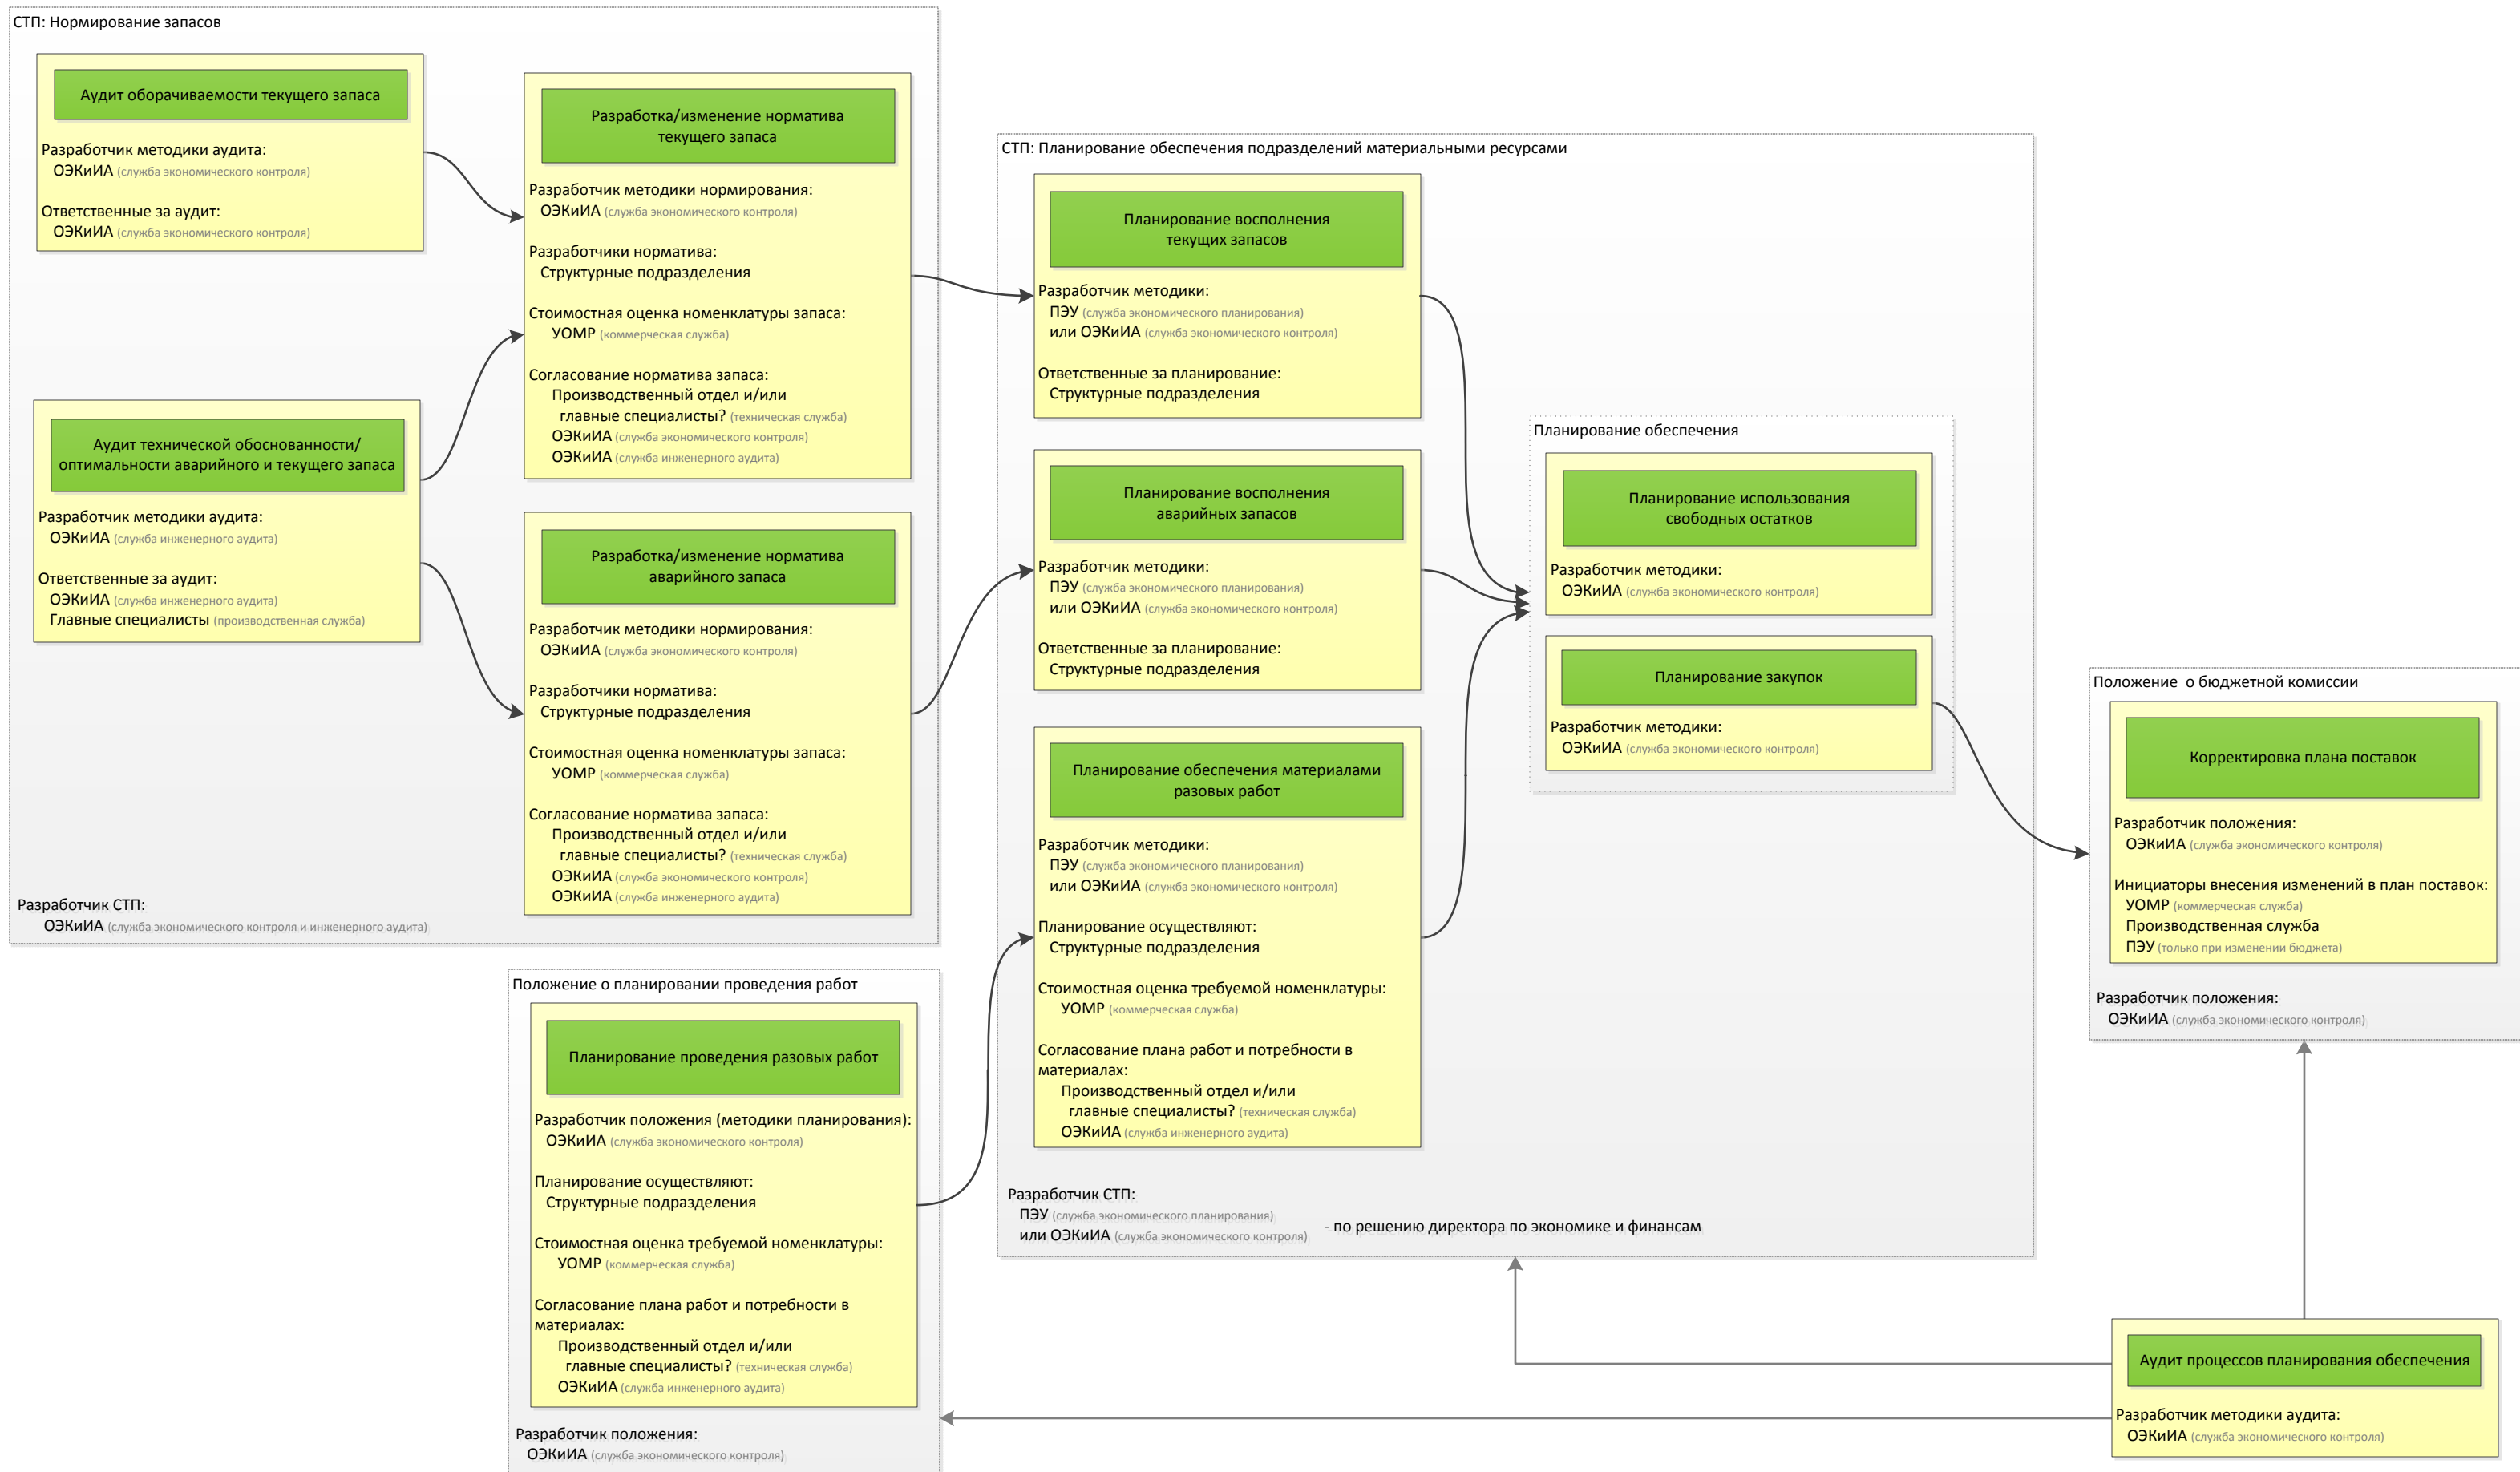 СТП: Нормирование запасов
Аудит оборачиваемости текущего запаса
Разработчик методики аудита:
ОЭКиИА (служба экономического контроля)
Ответственные за аудит:
ОЭКиИА (служба экономического контроля)
Аудит технической обоснованности/
оптимальности аварийного и текущего запаса
Разработчик методики аудита:
ОЭКиИА (служба инженерного аудита)
Ответственные за аудит:
ОЭКиИА (служба инженерного аудита)
Главные специалисты (производственная служба)
Разработка/изменение норматива
текущего запаса
Разработчик методики нормирования:
ОЭКиИА (служба экономического контроля)
Разработчики норматива:
Структурные подразделения
Стоимостная оценка номенклатуры запаса:
УОМР (коммерческая служба)
Согласование норматива запаса:
Производственный отдел и/или
главные специалисты? (техническая служба)
ОЭКиИА (служба экономического контроля)
ОЭКиИА (служба инженерного аудита)
Разработка/изменение норматива
аварийного запаса
Разработчик методики нормирования:
ОЭКиИА (служба экономического контроля)
Разработчики норматива:
Структурные подразделения
Стоимостная оценка номенклатуры запаса:
УОМР (коммерческая служба)
Согласование норматива запаса:
Производственный отдел и/или
главные специалисты? (техническая служба)
ОЭКиИА (служба экономического контроля)
ОЭКиИА (служба инженерного аудита)
Разработчик СТП:
ОЭКиИА (служба экономического контроля и инженерного аудита)
Положение о планировании проведения работ
Планирование проведения разовых работ
Разработчик положения (методики планирования):
ОЭКиИА (служба экономического контроля)
Планирование осуществляют:
Структурные подразделения
Стоимостная оценка требуемой номенклатуры:
УОМР (коммерческая служба)
Согласование плана работ и потребности в
материалах:
Производственный отдел и/или
главные специалисты? (техническая служба)
ОЭКиИА (служба инженерного аудита)
Разработчик положения:
ОЭКиИА (служба экономического контроля)
СТП: Планирование обеспечения подразделений материальными ресурсами
Планирование восполнения
текущих запасов
Разработчик методики:
ПЭУ (служба экономического планирования)
или ОЭКиИА (служба экономического контроля)
Ответственные за планирование:
Структурные подразделения
Планирование восполнения
аварийных запасов
Разработчик методики:
ПЭУ (служба экономического планирования)
или ОЭКиИА (служба экономического контроля)
Ответственные за планирование:
Структурные подразделения
Планирование обеспечения материалами
разовых работ
Разработчик методики:
ПЭУ (служба экономического планирования)
или ОЭКиИА (служба экономического контроля)
Планирование осуществляют:
Структурные подразделения
Стоимостная оценка требуемой номенклатуры:
УОМР (коммерческая служба)
Согласование плана работ и потребности в
материалах:
Производственный отдел и/или
главные специалисты? (техническая служба)
ОЭКиИА (служба инженерного аудита)
Разработчик СТП:
ПЭУ (служба экономического планирования)
или ОЭКиИА (служба экономического контроля)
- по решению директора по экономике и финансам
Планирование обеспечения
Планирование использования
свободных остатков
Разработчик методики:
ОЭКиИА (служба экономического контроля)
Планирование закупок
Разработчик методики:
ОЭКиИА (служба экономического контроля)
Положение о бюджетной комиссии
Корректировка плана поставок
Разработчик положения:
ОЭКиИА (служба экономического контроля)
Инициаторы внесения изменений в план поставок:
УОМР (коммерческая служба)
Производственная служба
ПЭУ (только при изменении бюджета)
Разработчик положения:
ОЭКиИА (служба экономического контроля)
Аудит процессов планирования обеспечения
Разработчик методики аудита:
ОЭКиИА (служба экономического контроля)